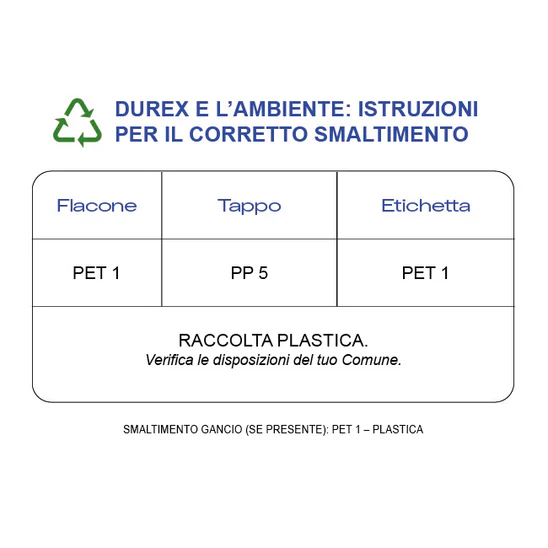 DUREX E L’AMBIENTE: ISTRUZIONI
PER IL CORRETTO SMALTIMENTO
Flacone Tappo Etichetta
PET 1 PP 5 PET 1
RACCOLTA PLASTICA.
Verifica le disposizioni del tuo Comune.
SMALTIMENTO GANCIO (SE PRESENTE): PET 1 – PLASTICA